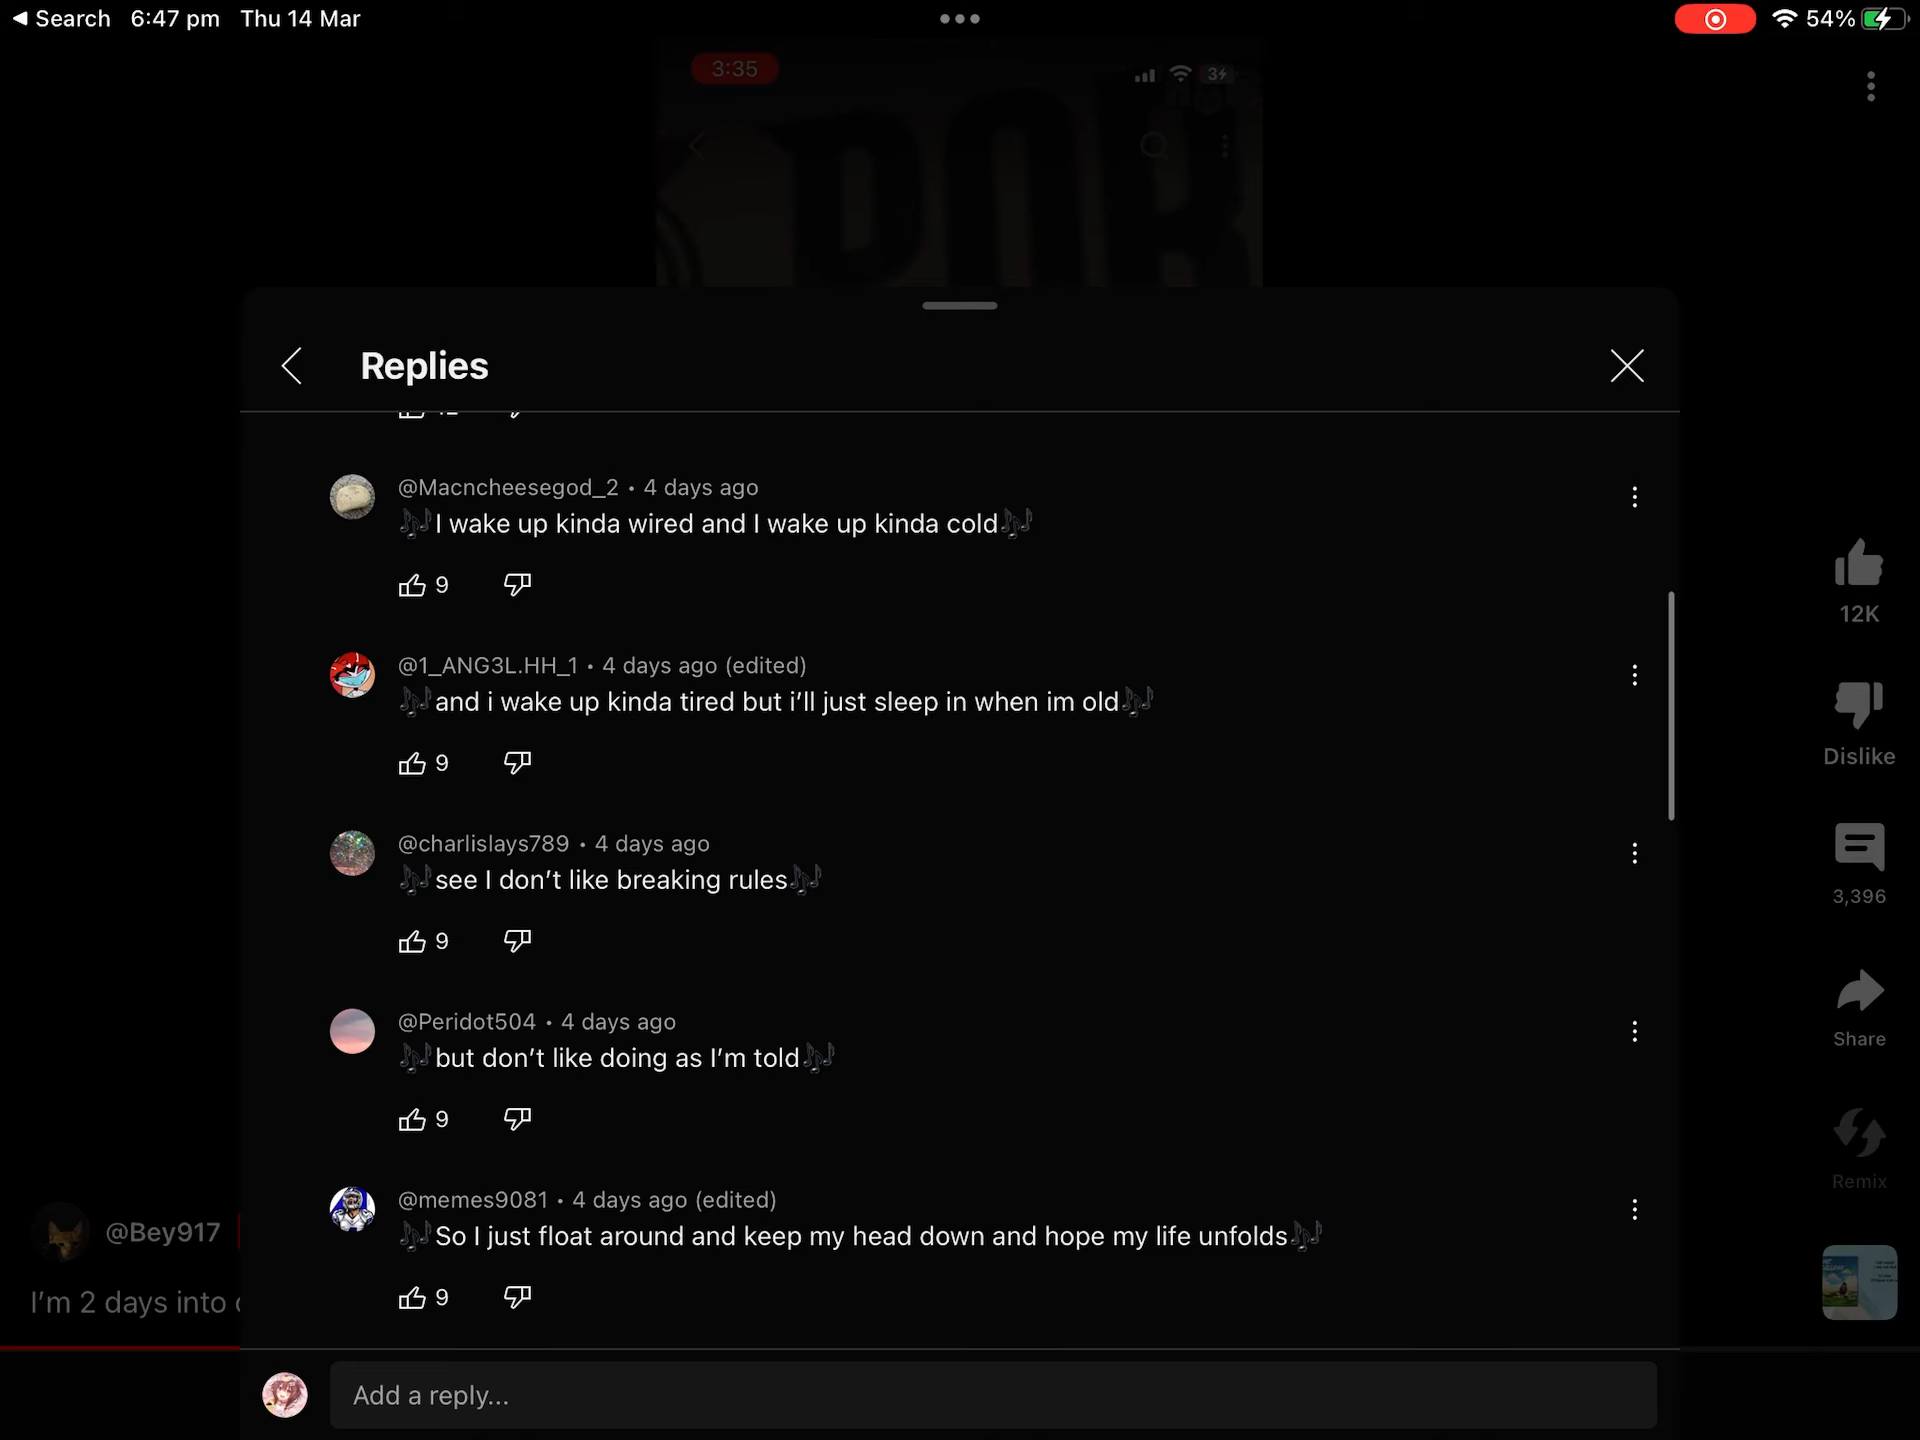 Search 6:47 pm Thu 14 Mar
54%
3:35
3
Replies
@Macncheesegod_2 • 4 days ago
🎶I wake up kinda wired and I wake up kinda cold🎶
9
@1_ANG3L.HH_1 • 4 days ago (edited)
🎶and i wake up kinda tired but i’ll just sleep in when im old🎶
9
@charlislays789 • 4 days ago
🎶see I don’t like breaking rules🎶
9
@Peridot504 • 4 days ago
🎶but don’t like doing as I’m told🎶
9
@memes9081 • 4 days ago (edited)
🎶So I just float around and keep my head down and hope my life unfolds🎶
9
Add a reply...
12K
Dislike
3,396
Share
Remix
@Bey917
I’m 2 days into